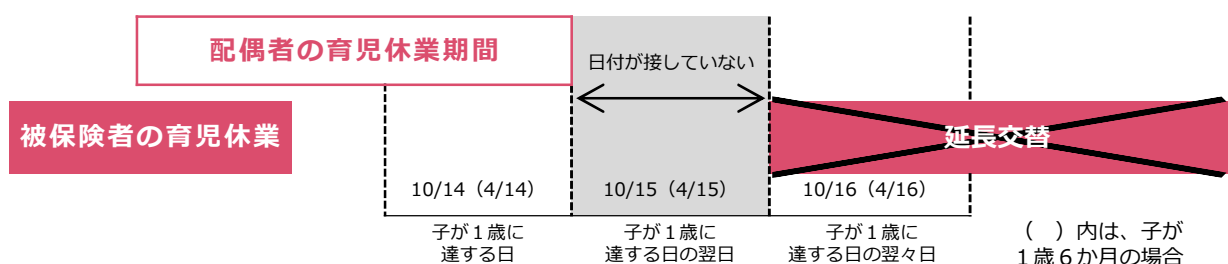 配偶者の育児休業期間
日付が接していない
被保険者の育児休業
延長交替
10/14（4/14）
10/15（4/15）
10/16（4/16）
子が１歳に
達する日
子が１歳に
達する日の翌日
子が１歳に
達する日の翌々日
（　）内は、子が
１歳６か月の場合